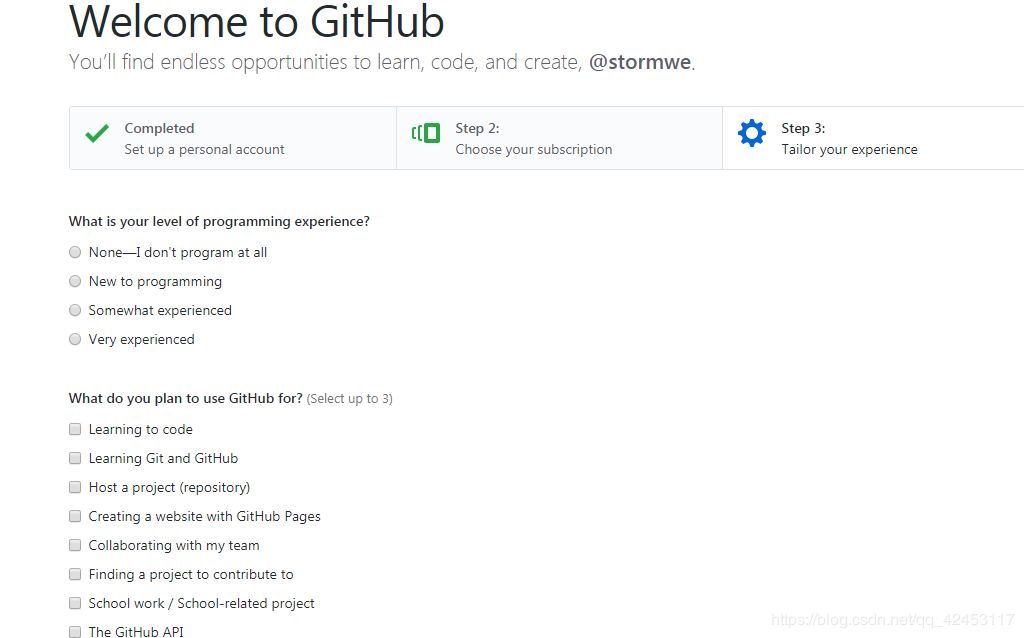 Welcome to GitHub
You’ll find endless opportunities to learn, code, and create, @stormwe.
Completed
Set up a personal account
Step 2:
Choose your subscription
Step 3:
Tailor your experience
What is your level of programming experience?
None—I don't program at all
New to programming
Somewhat experienced
Very experienced
What do you plan to use GitHub for? (Select up to 3)
Learning to code
Learning Git and GitHub
Host a project (repository)
Creating a website with GitHub Pages
Collaborating with my team
Finding a project to contribute to
School work / School-related project
The GitHub API
https://blog.csdn.net/qq_42453117